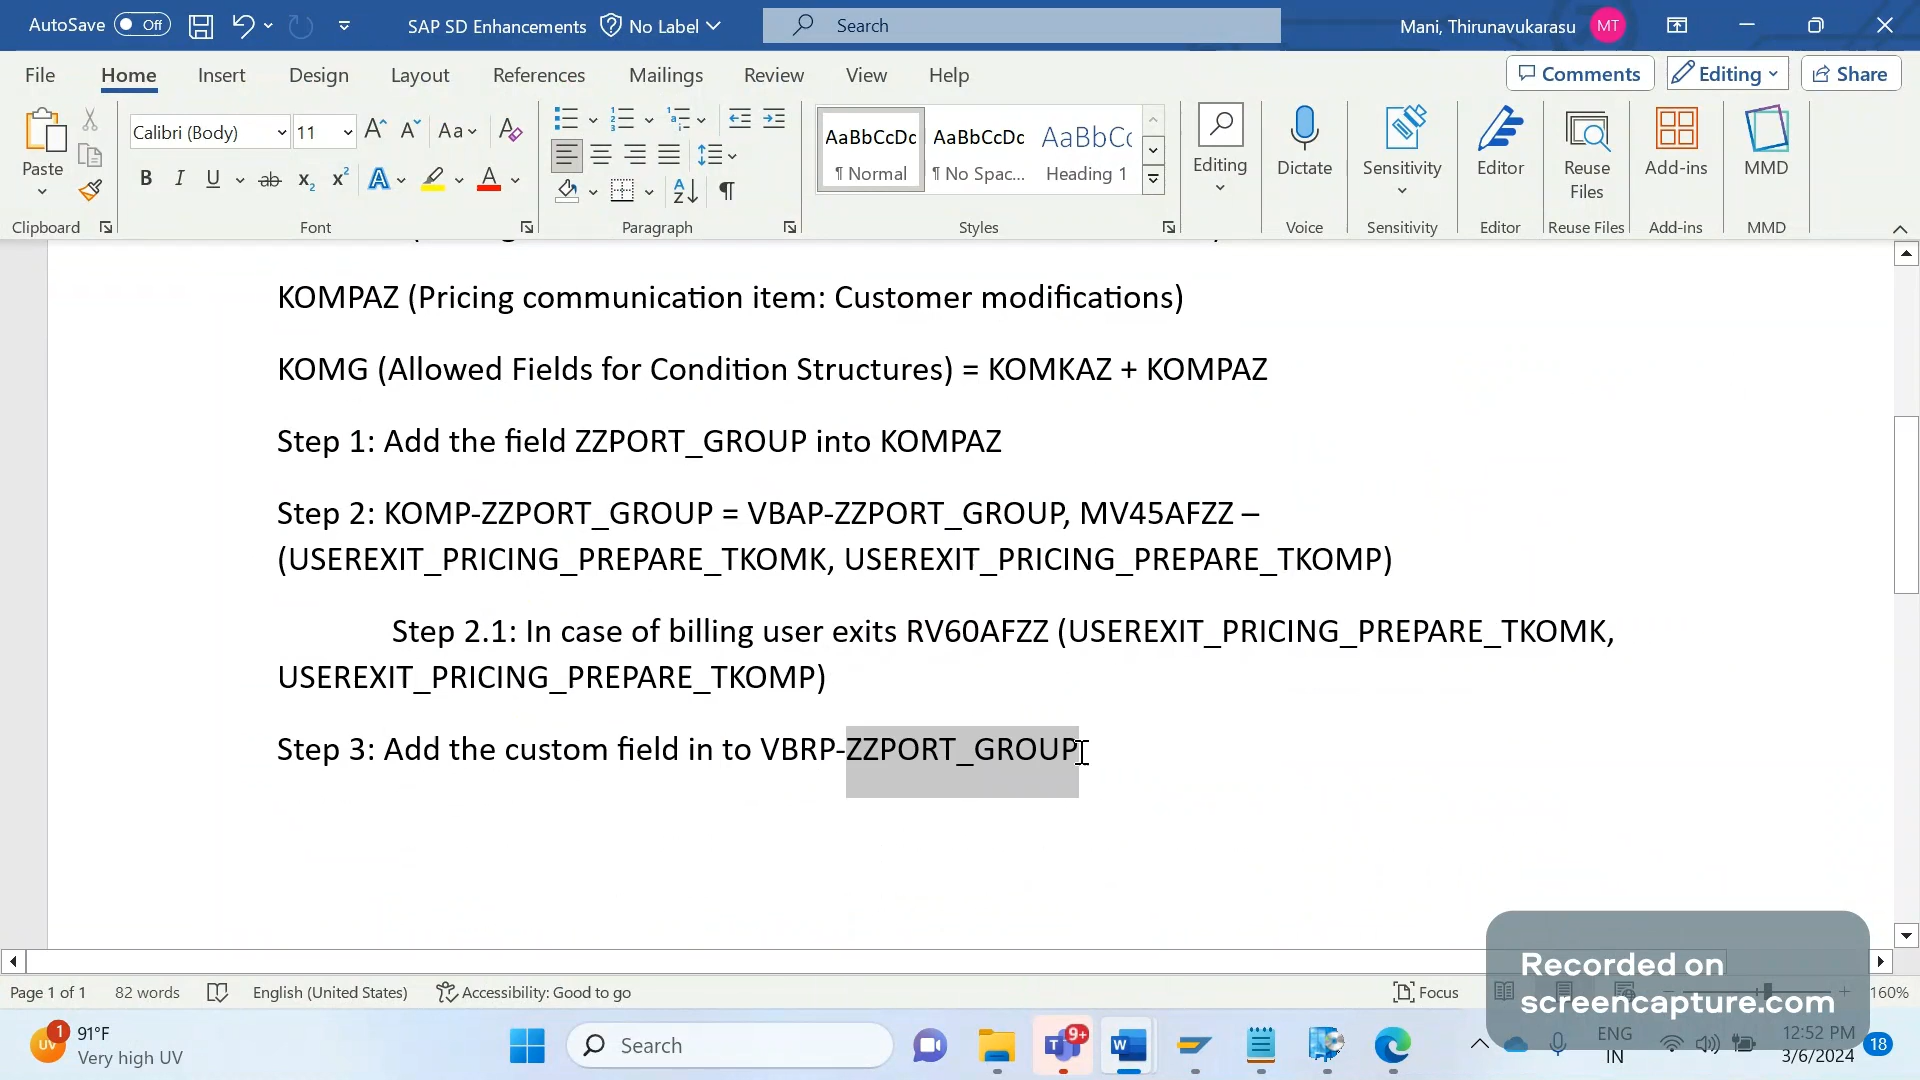 AutoSave Off SAP SD Enhancements No Label Search Mani, Thirunavukarasu MT
File Home Insert Design Layout References Mailings Review View Help Comments Editing Share
Calibri (Body) 11 Aa AaBbCcDc AaBbCcDc AaBbCc
Paste ¶ Normal ¶ No Spac... Heading 1 Editing Dictate Sensitivity Editor Reuse Files Add-ins MMD
Clipboard Font Paragraph Styles Voice Sensitivity Editor Reuse Files Add-ins MMD
KOMPAZ (Pricing communication item: Customer modifications)
KOMG (Allowed Fields for Condition Structures) = KOMKAZ + KOMPAZ
Step 1: Add the field ZZPORT_GROUP into KOMPAZ
Step 2: KOMP-ZZPORT_GROUP = VBAP-ZZPORT_GROUP, MV45AFZZ –
(USEREXIT_PRICING_PREPARE_TKOMK, USEREXIT_PRICING_PREPARE_TKOMP)
Step 2.1: In case of billing user exits RV60AFZZ (USEREXIT_PRICING_PREPARE_TKOMK,
USEREXIT_PRICING_PREPARE_TKOMP)
Step 3: Add the custom field in to VBRP-ZZPORT_GROUP
Recorded on
screencapture.com
Page 1 of 1 82 words English (United States) Accessibility: Good to go Focus 160%
1 UV 91°F
Very high UV
Search
9+
ENG
IN
12:52 PM
3/6/2024
18